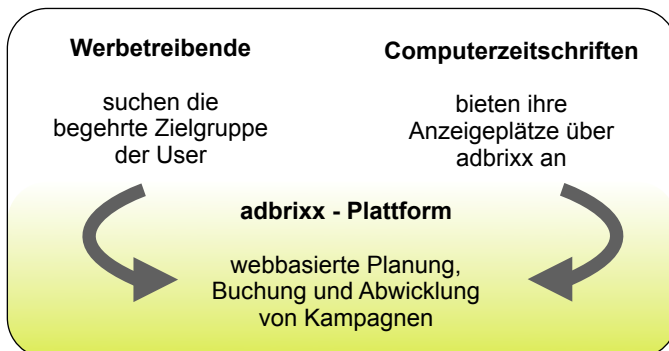 Werbetreibende
suchen die
begehrte Zielgruppe
der User
Computerzeitschriften
bieten ihre
Anzeigeplätze über
adbrixx an
adbrixx - Plattform
webbasierte Planung,
Buchung und Abwicklung
von Kampagnen